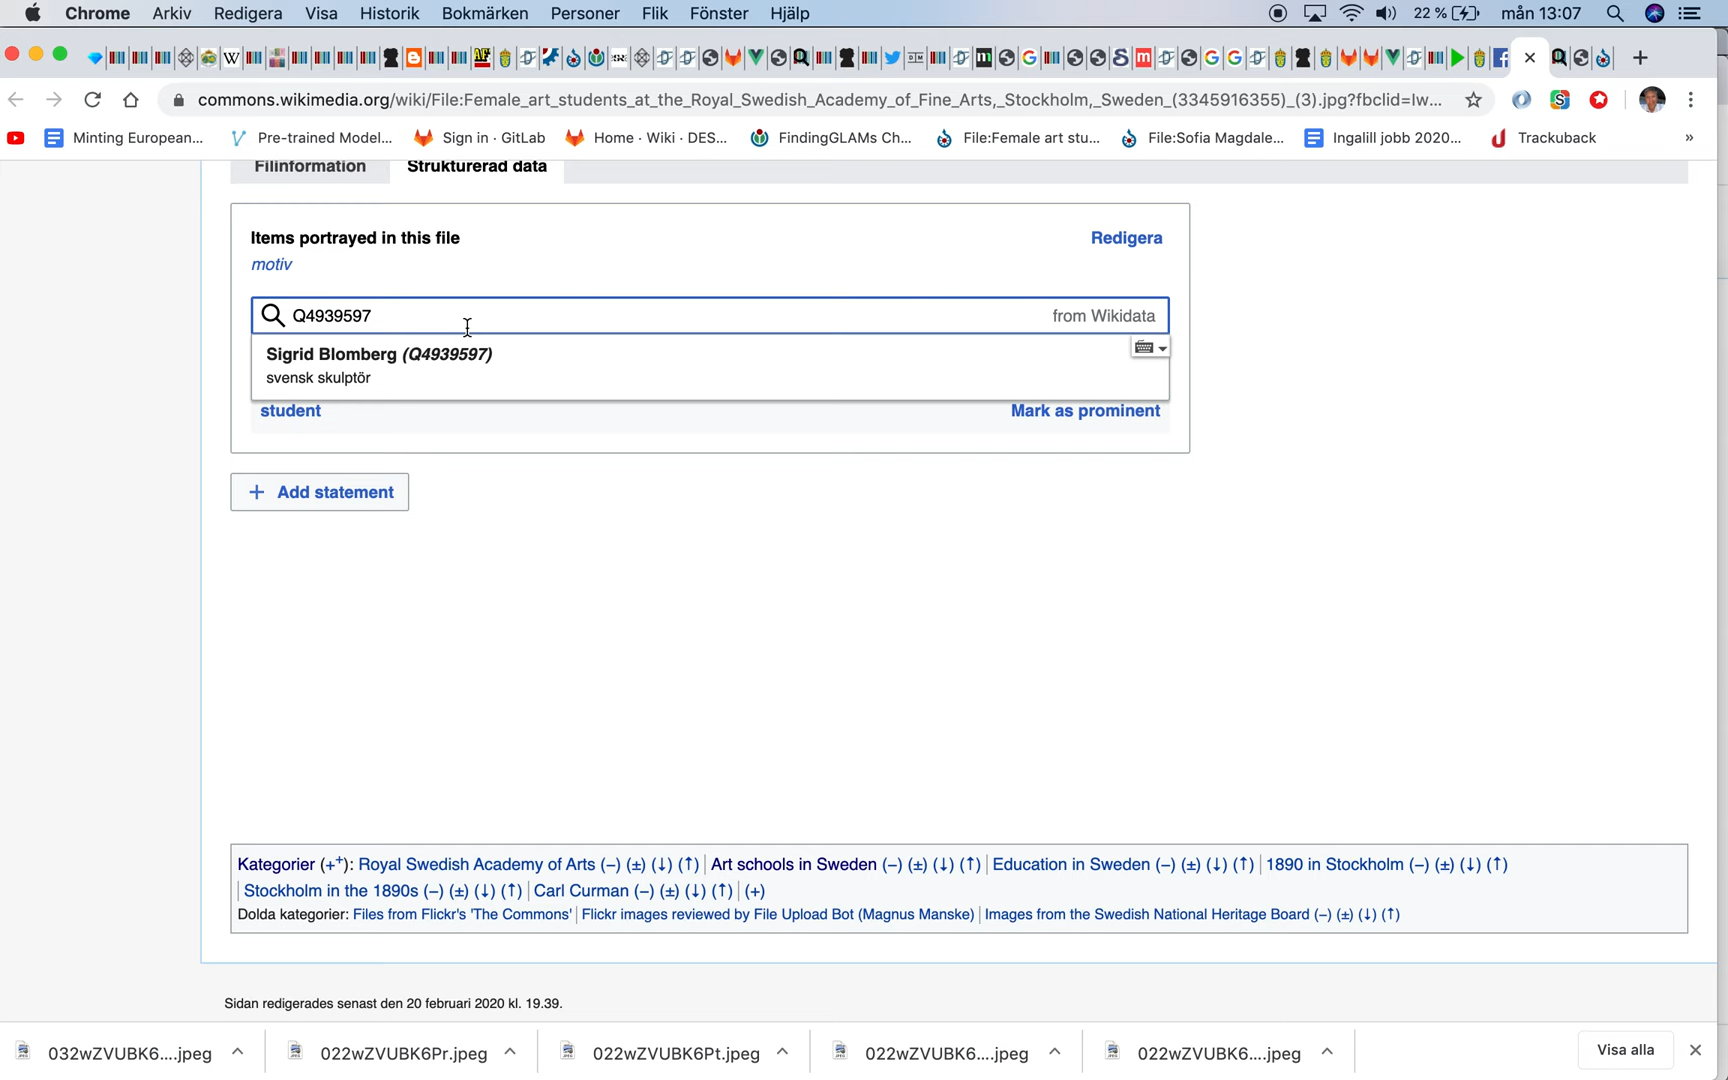 Chrome Arkiv Redigera Visa Historik Bokmärken Personer Flik Fönster Hjälp 22 % mån 13:07
commons.wikimedia.org/wiki/File:Female_art_students_at_the_Royal_Swedish_Academy_of_Fine_Arts,_Stockholm,_Sweden_(3345916355)_(3).jpg?fbclid=Iw...
Minting European... Pre-trained Model... Sign in · GitLab Home · Wiki · DES... FindingGLAMs Ch... File:Female art stu... File:Sofia Magdale... Ingalill jobb 2020... Trackuback »
Filinformation Strukturerad data
Items portrayed in this file Redigera
motiv
Q4939597 from Wikidata
Sigrid Blomberg (Q4939597)
svensk skulptör
student Mark as prominent
+ Add statement
Kategorier (+⁺): Royal Swedish Academy of Arts (−) (±) (↓) (↑) | Art schools in Sweden (−) (±) (↓) (↑) | Education in Sweden (−) (±) (↓) (↑) | 1890 in Stockholm (−) (±) (↓) (↑)
| Stockholm in the 1890s (−) (±) (↓) (↑) | Carl Curman (−) (±) (↓) (↑) | (+)
Dolda kategorier: Files from Flickr's 'The Commons' | Flickr images reviewed by File Upload Bot (Magnus Manske) | Images from the Swedish National Heritage Board (−) (±) (↓) (↑)
Sidan redigerades senast den 20 februari 2020 kl. 19.39.
032wZVUBK6....jpeg 022wZVUBK6Pr.jpeg 022wZVUBK6Pt.jpeg 022wZVUBK6....jpeg 022wZVUBK6....jpeg Visa alla